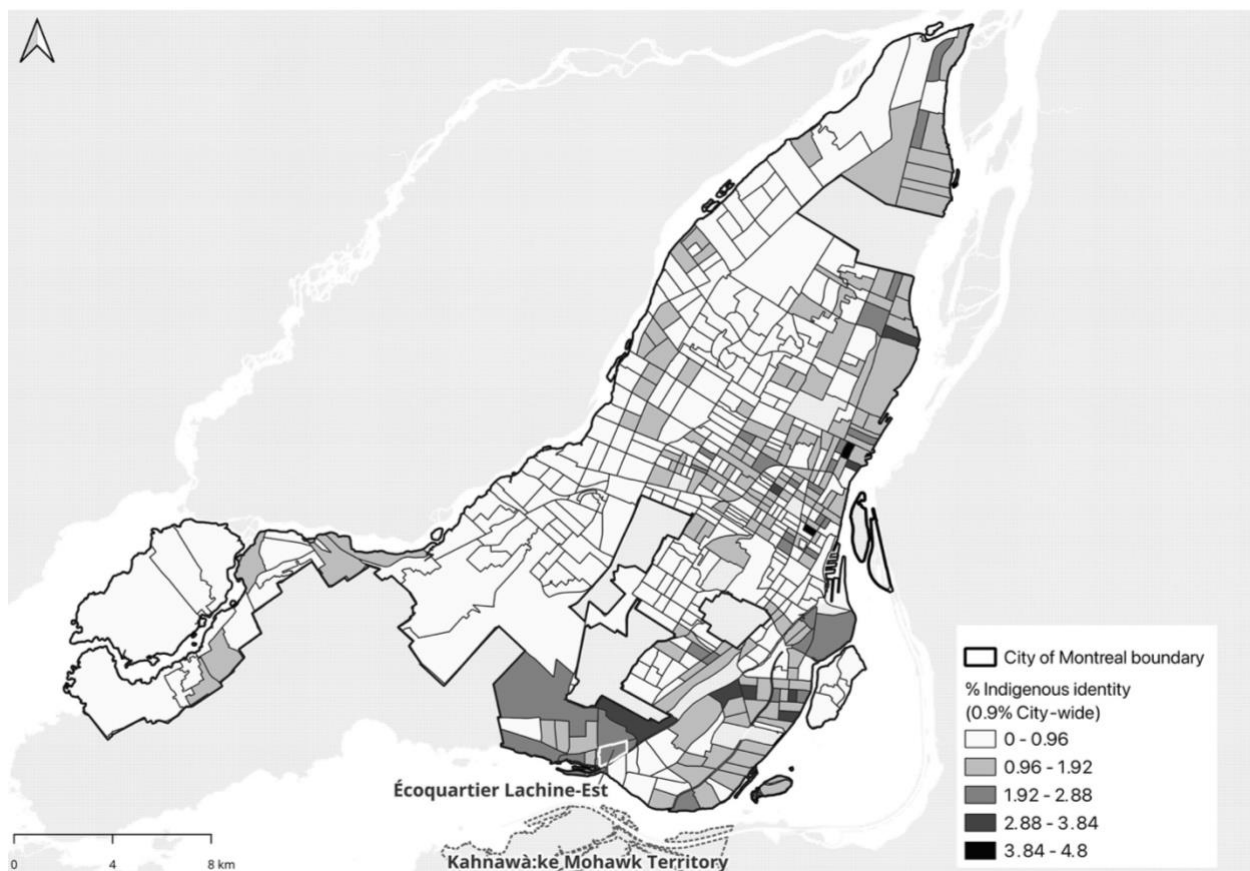 Écoquartier Lachine-Est
Kahnawà:ke Mohawk Territory
0 4 8 km
City of Montreal boundary
% Indigenous identity
(0.9% City-wide)
0 - 0.96
0.96 - 1.92
1.92 - 2.88
2.88 - 3.84
3.84 - 4.8